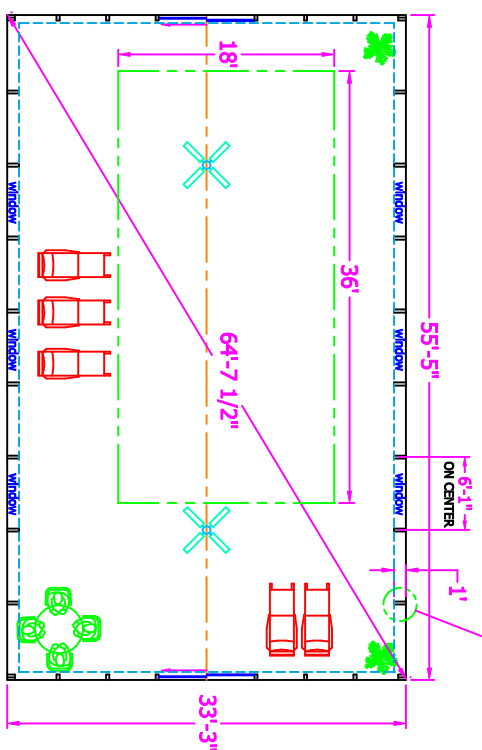 18'
36'
55'-5"
64'-7 1/2"
window
window
window
window
window
window
6'-1"
ON CENTER
1'
33'-3"